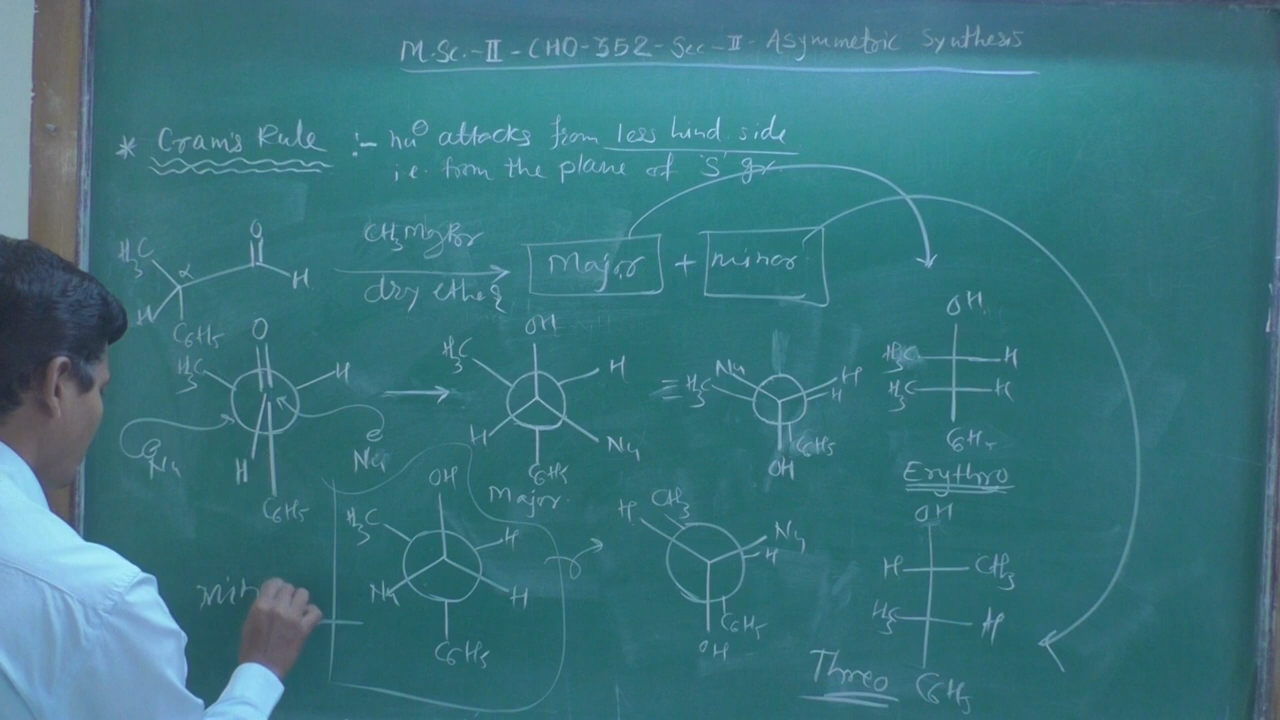 M.Sc.-II-CHO-352-Sec-II-Asymmetric Synthesis
* Cram's Rule :- nu⊖ attacks from less hind. side
i.e. from the plane of 'S' gr
H3C α O H
H C6H5
CH3MgBr
dry ether
Major + minor
O H3C H
Nu H Nu
C6H5
OH H3C H
H Nu
C6H5
Major
≡ Nu H3C H H
C6H5
OH
OH
H3C H
H3C H
C6H5
Erythro
OH H3C H
Nu H
C6H5
CH3 H Nu H
C6H5
OH
OH
H CH3
H3C H
C6H5
Threo